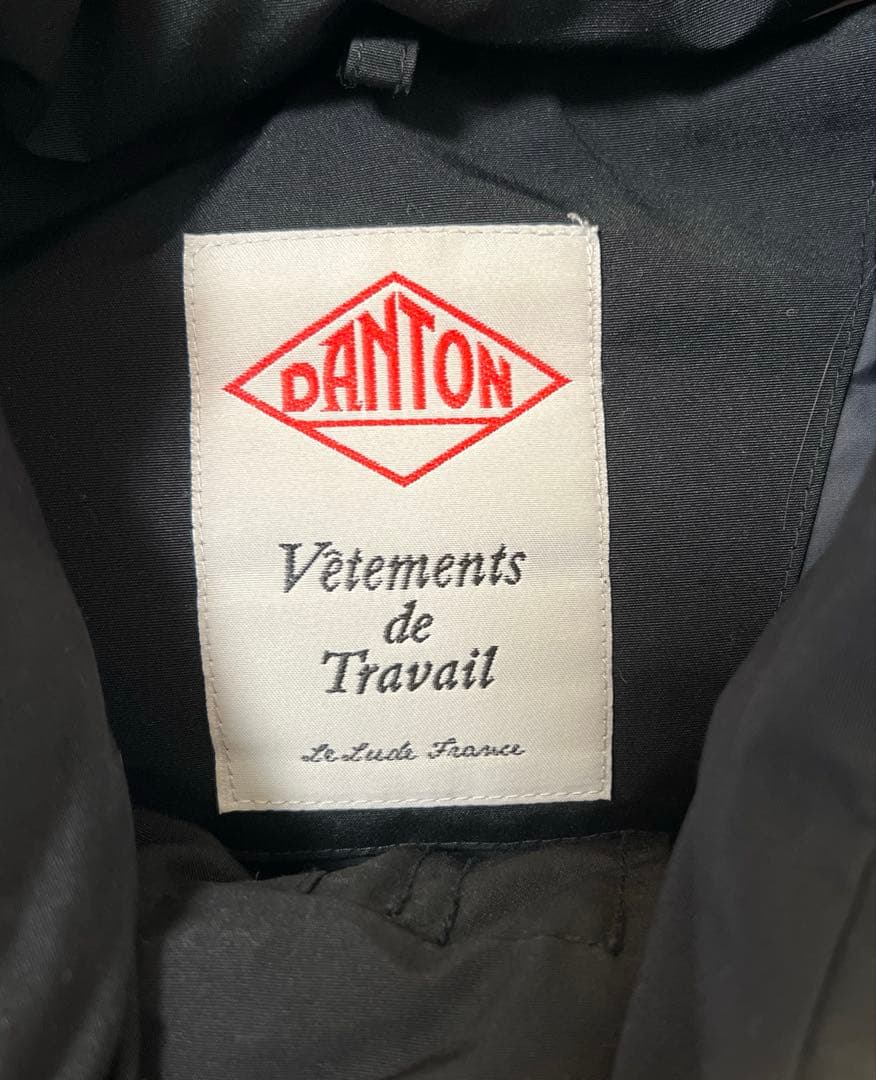 DANTON
Vêtements
de
Travail
Le Lude France